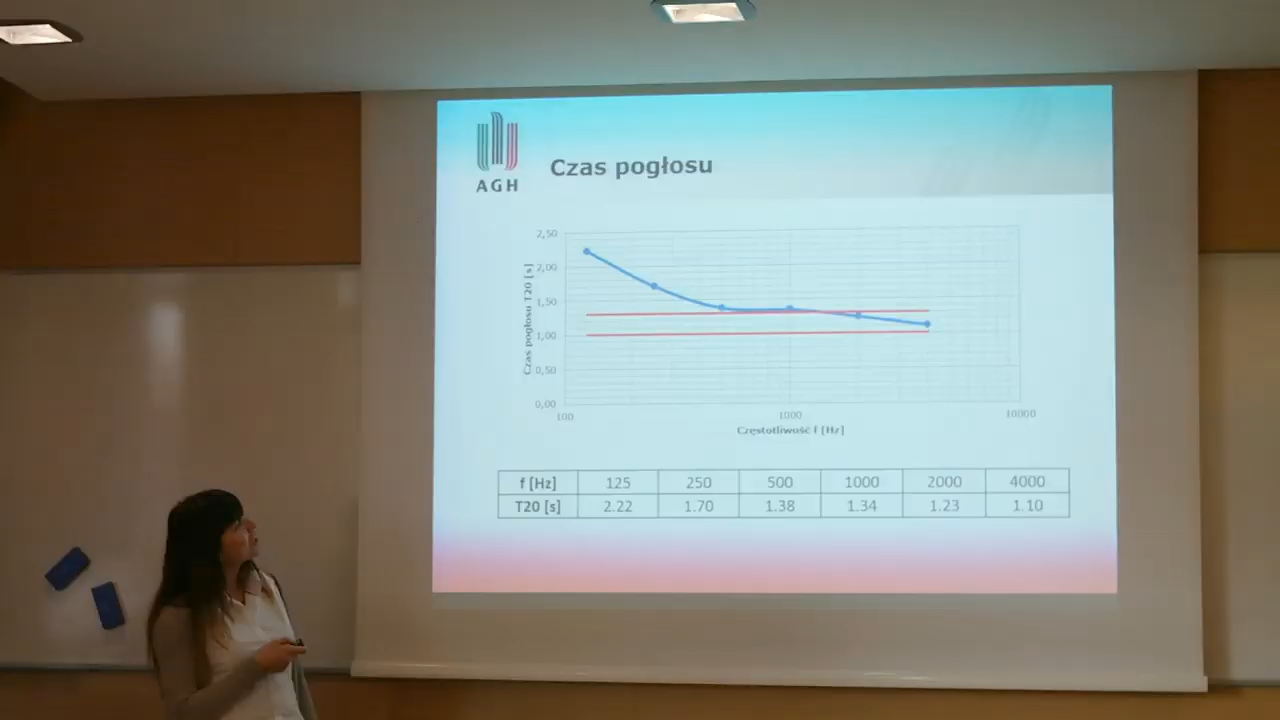 AGH
Czas pogłosu
2,50
2,00
1,50
1,00
0,50
0,00
Czas pogłosu T20 [s]
100 1000 10000
Częstotliwość f [Hz]
f [Hz] 125 250 500 1000 2000 4000
T20 [s] 2.22 1.70 1.38 1.34 1.23 1.10